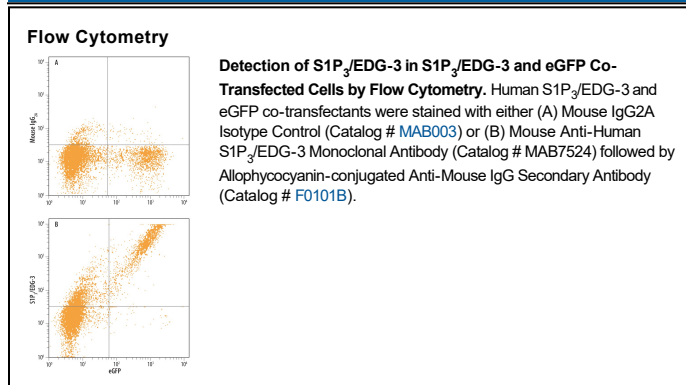 Flow Cytometry
A
Mouse IgG2A
Detection of S1P3/EDG-3 in S1P3/EDG-3 and eGFP Co-
Transfected Cells by Flow Cytometry. Human S1P3/EDG-3 and
eGFP co-transfectants were stained with either (A) Mouse IgG2A
Isotype Control (Catalog # MAB003) or (B) Mouse Anti-Human
S1P3/EDG-3 Monoclonal Antibody (Catalog # MAB7524) followed by
Allophycocyanin-conjugated Anti-Mouse IgG Secondary Antibody
(Catalog # F0101B).
B
S1P3/EDG-3
eGFP